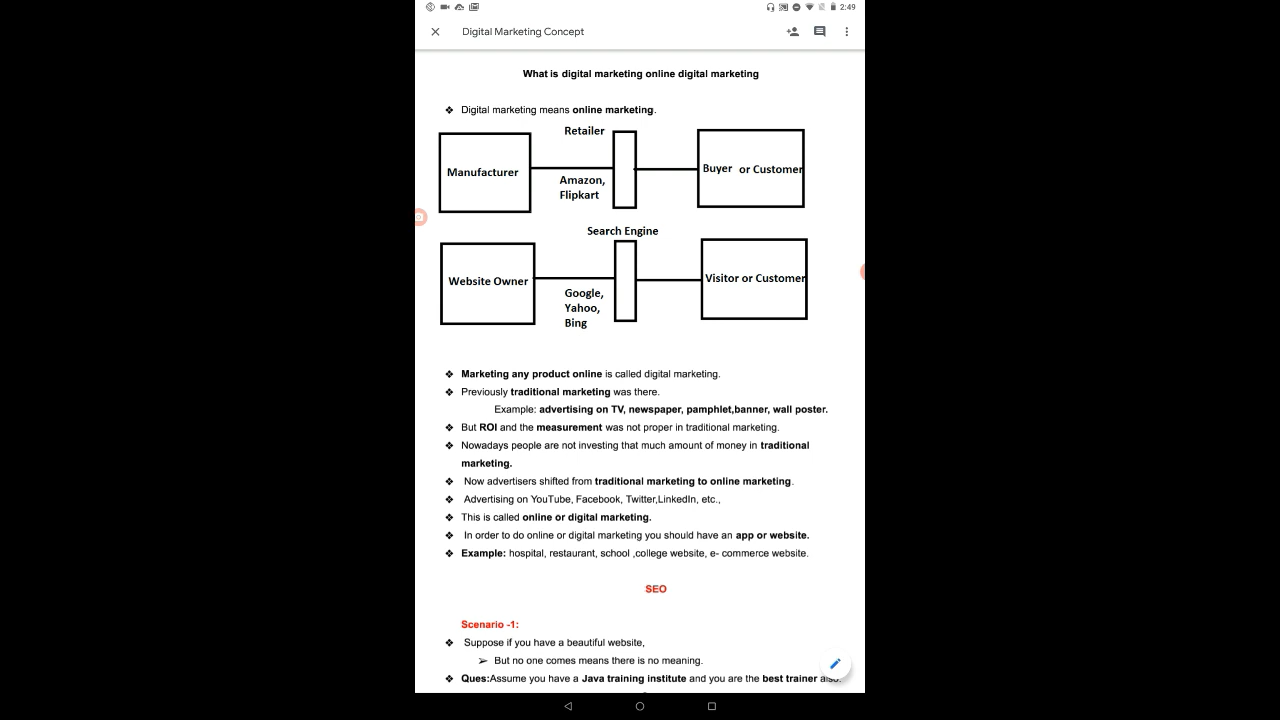 2:49
Digital Marketing Concept
What is digital marketing online digital marketing
❖ Digital marketing means online marketing.
Retailer
Manufacturer
Amazon,
Flipkart
Buyer or Customer
Search Engine
Website Owner
Google,
Yahoo,
Bing
Visitor or Customer
❖ Marketing any product online is called digital marketing.
❖ Previously traditional marketing was there.
Example: advertising on TV, newspaper, pamphlet,banner, wall poster.
❖ But ROI and the measurement was not proper in traditional marketing.
❖ Nowadays people are not investing that much amount of money in traditional
marketing.
❖ Now advertisers shifted from traditional marketing to online marketing.
❖ Advertising on YouTube, Facebook, Twitter,LinkedIn, etc.,
❖ This is called online or digital marketing.
❖ In order to do online or digital marketing you should have an app or website.
❖ Example: hospital, restaurant, school ,college website, e- commerce website.
SEO
Scenario -1:
❖ Suppose if you have a beautiful website,
➢ But no one comes means there is no meaning.
❖ Ques:Assume you have a Java training institute and you are the best trainer also.